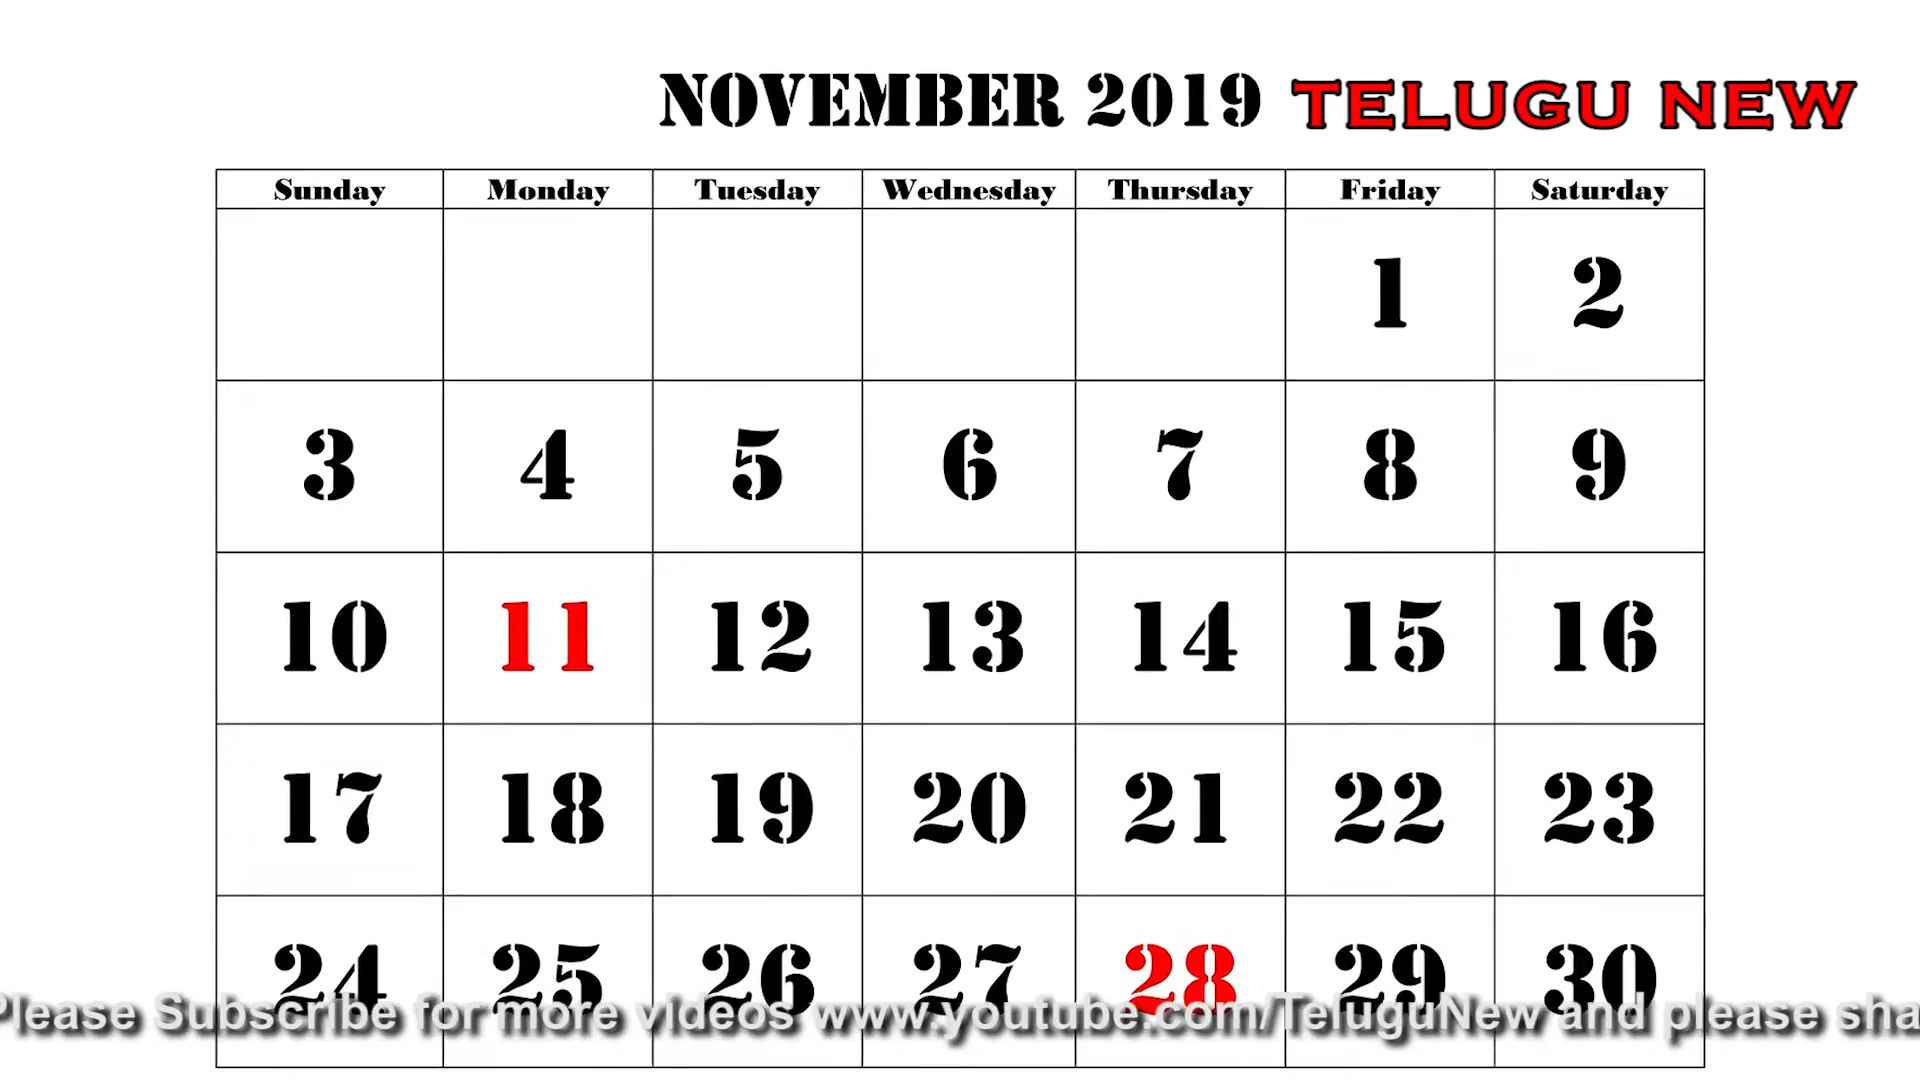 NOVEMBER 2019 TELUGU NEW
Sunday Monday Tuesday Wednesday Thursday Friday Saturday
1 2
3 4 5 6 7 8 9
10 11 12 13 14 15 16
17 18 19 20 21 22 23
24 25 26 27 28 29 30
Please Subscribe for more videos www.youtube.com/TeluguNew and please sha